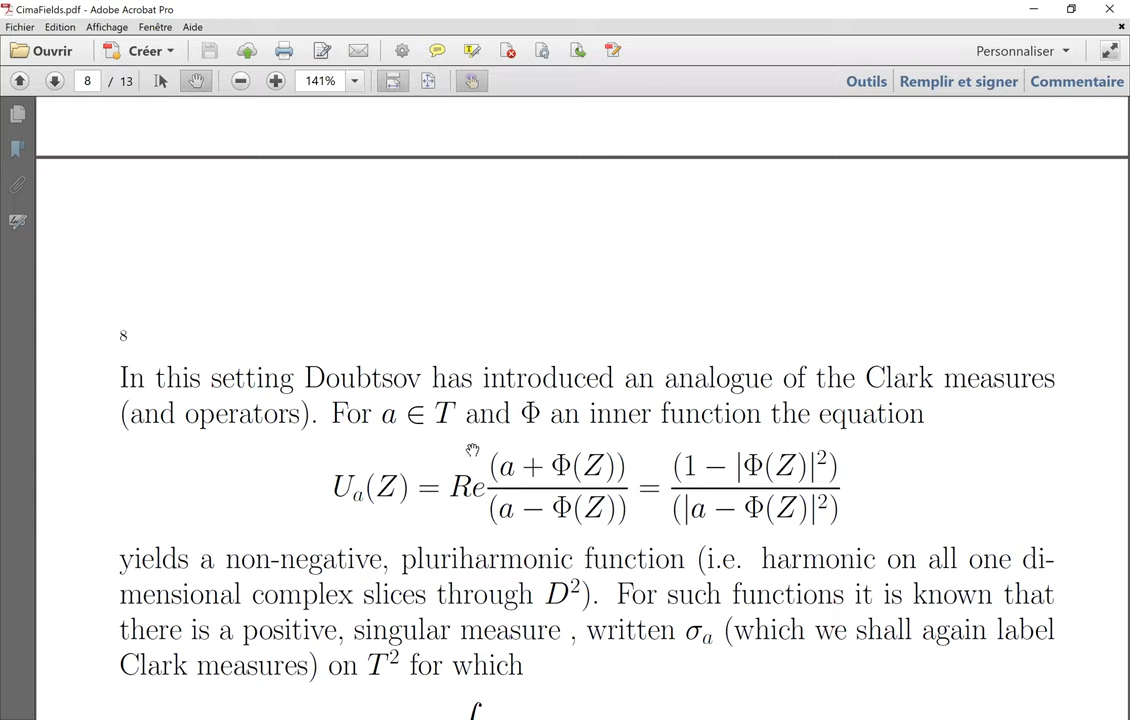 CimaFields.pdf - Adobe Acrobat Pro
Fichier Edition Affichage Fenêtre Aide
Ouvrir Créer Personnaliser
8 / 13 141% Outils Remplir et signer Commentaire
8
In this setting Doubtsov has introduced an analogue of the Clark measures
(and operators). For a ∈ T and Φ an inner function the equation
U_a(Z) = Re (a + Φ(Z)) / (a − Φ(Z)) = (1 − |Φ(Z)|²) / (|a − Φ(Z)|²)
yields a non-negative, pluriharmonic function (i.e. harmonic on all one di-
mensional complex slices through D²). For such functions it is known that
there is a positive, singular measure , written σ_a (which we shall again label
Clark measures) on T² for which
∫